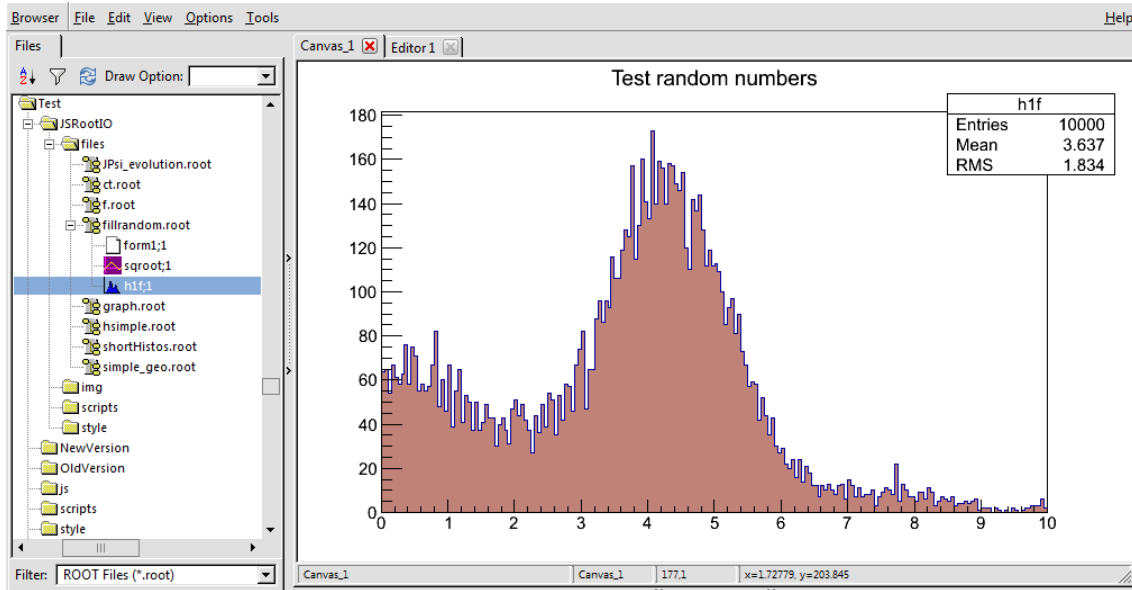 Browser File Edit View Options Tools Help
Files
Canvas_1 Editor 1
Draw Option:
Test
JSRootIO
files
JPsi_evolution.root
ct.root
f.root
fillrandom.root
form1;1
sqroot;1
h1f;1
graph.root
hsimple.root
shortHistos.root
simple_geo.root
img
scripts
style
NewVersion
OldVersion
js
scripts
style
Filter: ROOT Files (*.root)
Test random numbers
h1f
Entries 10000
Mean 3.637
RMS 1.834
180
160
140
120
100
80
60
40
20
0
0 1 2 3 4 5 6 7 8 9 10
Canvas_1 Canvas_1 177,1 x=1.72779, y=203.845